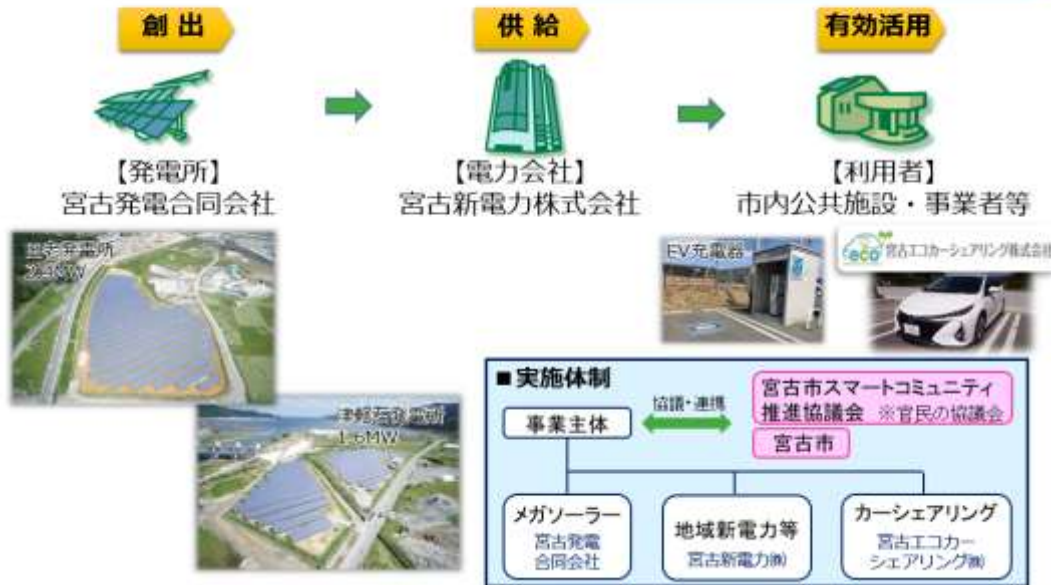 創出
供給
有効活用
【発電所】
宮古発電合同会社
【電力会社】
宮古新電力株式会社
【利用者】
市内公共施設・事業者等
田老発電所
EV充電器
eco 宮古エコカーシェアリング株式会社
津軽石発電所
1.6MW
■実施体制
事業主体
協議・連携
宮古市スマートコミュニティ
推進協議会 ※官民の協議会
宮古市
メガソーラー
宮古発電
合同会社
地域新電力等
宮古新電力㈱
カーシェアリング
宮古エコカー
シェアリング㈱